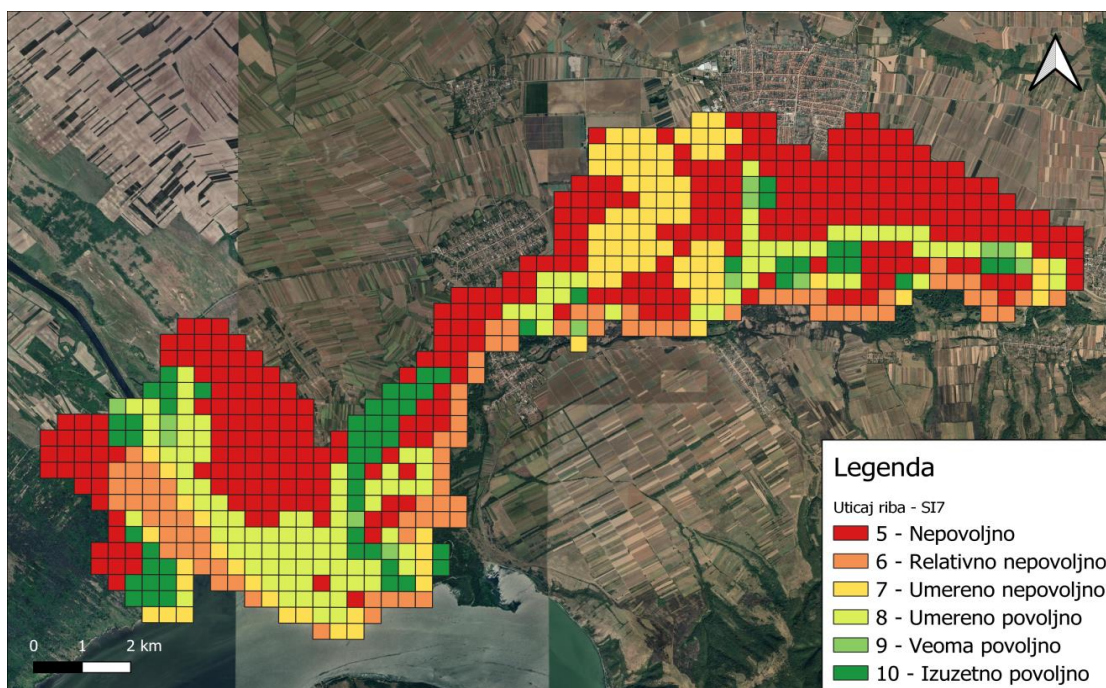 Legenda
Uticaj riba - SI7
5 - Nepovoljno
6 - Relativno nepovoljno
7 - Umereno nepovoljno
8 - Umereno povoljno
9 - Veoma povoljno
10 - Izuzetno povoljno
0 1 2 km